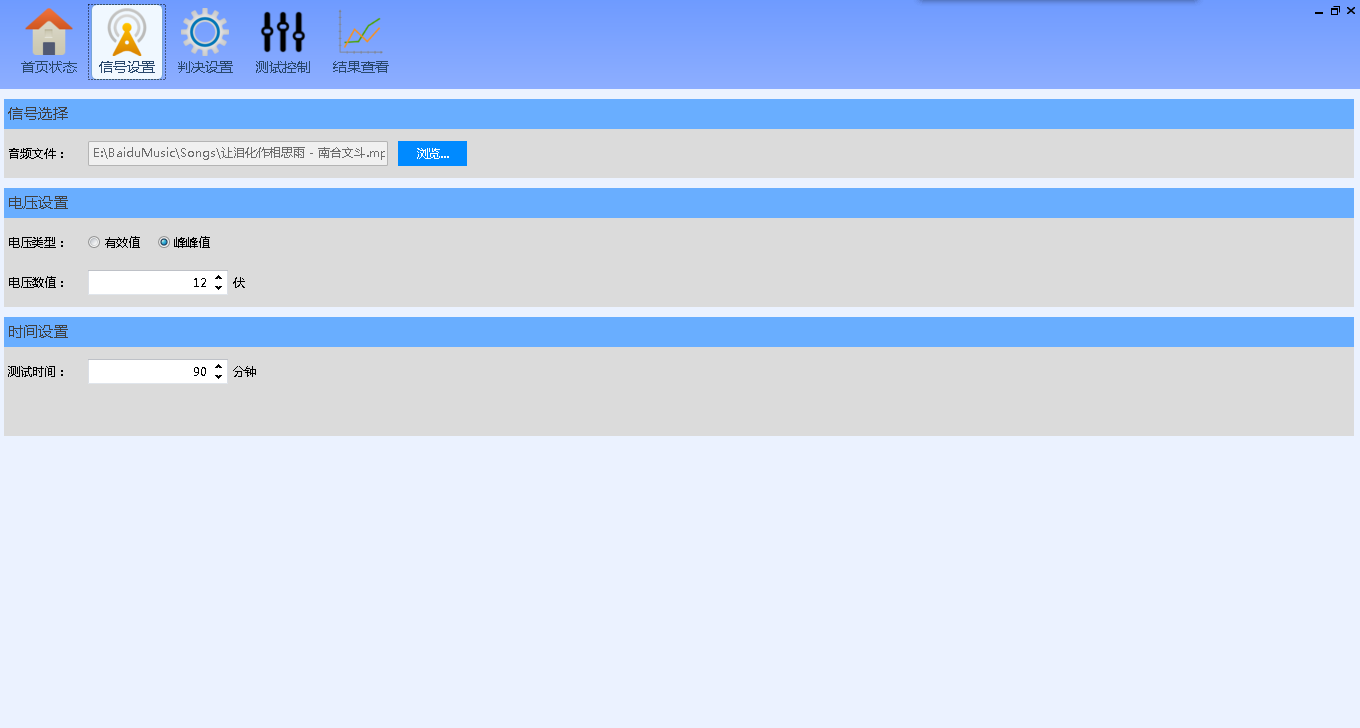 首页状态 信号设置 判决设置 测试控制 结果查看
信号选择
音频文件： E:\BaiduMusic\Songs\让泪化作相思雨 - 南合文斗.mp 浏览...
电压设置
电压类型： 有效值 峰峰值
电压数值： 12 伏
时间设置
测试时间： 90 分钟